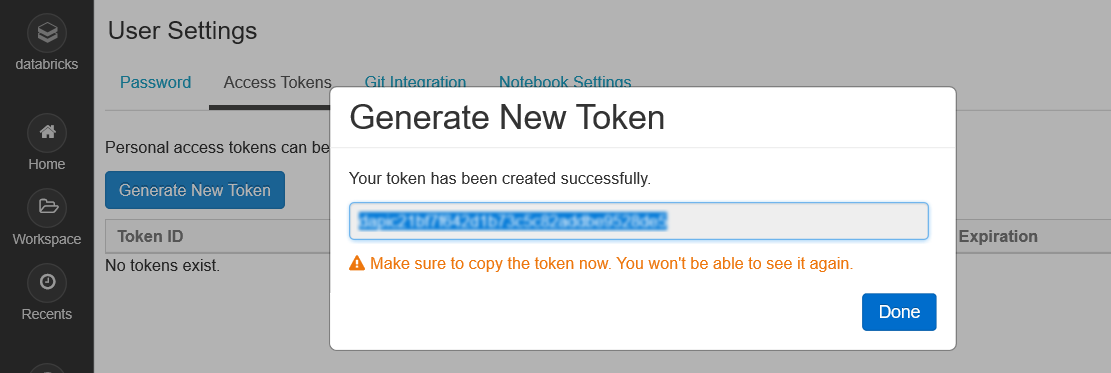 User Settings
databricks
Password Access Tokens Git Integration Notebook Settings
Generate New Token
Home
Personal access tokens can be
Your token has been created successfully.
Generate New Token
Workspace
Token ID
Expiration
No tokens exist.
Make sure to copy the token now. You won't be able to see it again.
Recents
Done